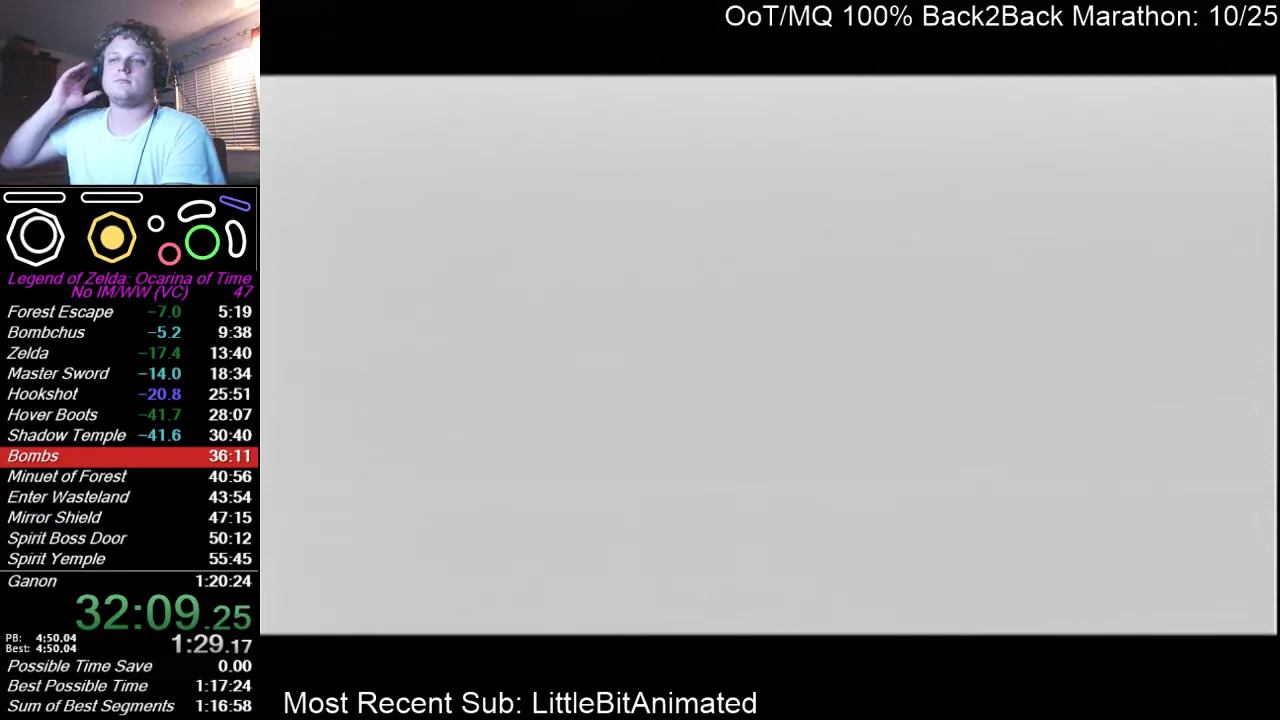 OoT/MQ 100% Back2Back Marathon: 10/25
Legend of Zelda: Ocarina of Time
No IM/WW (VC) 47
Forest Escape -7.0 5:19
Bombchus -5.2 9:38
Zelda -17.4 13:40
Master Sword -14.0 18:34
Hookshot -20.8 25:51
Hover Boots -41.7 28:07
Shadow Temple -41.6 30:40
Bombs 36:11
Minuet of Forest 40:56
Enter Wasteland 43:54
Mirror Shield 47:15
Spirit Boss Door 50:12
Spirit Yemple 55:45
Ganon 1:20:24
32:09.25
PB: 4:50.04
Best: 4:50.04
1:29.17
Possible Time Save 0.00
Best Possible Time 1:17:24
Sum of Best Segments 1:16:58
Most Recent Sub: LittleBitAnimated